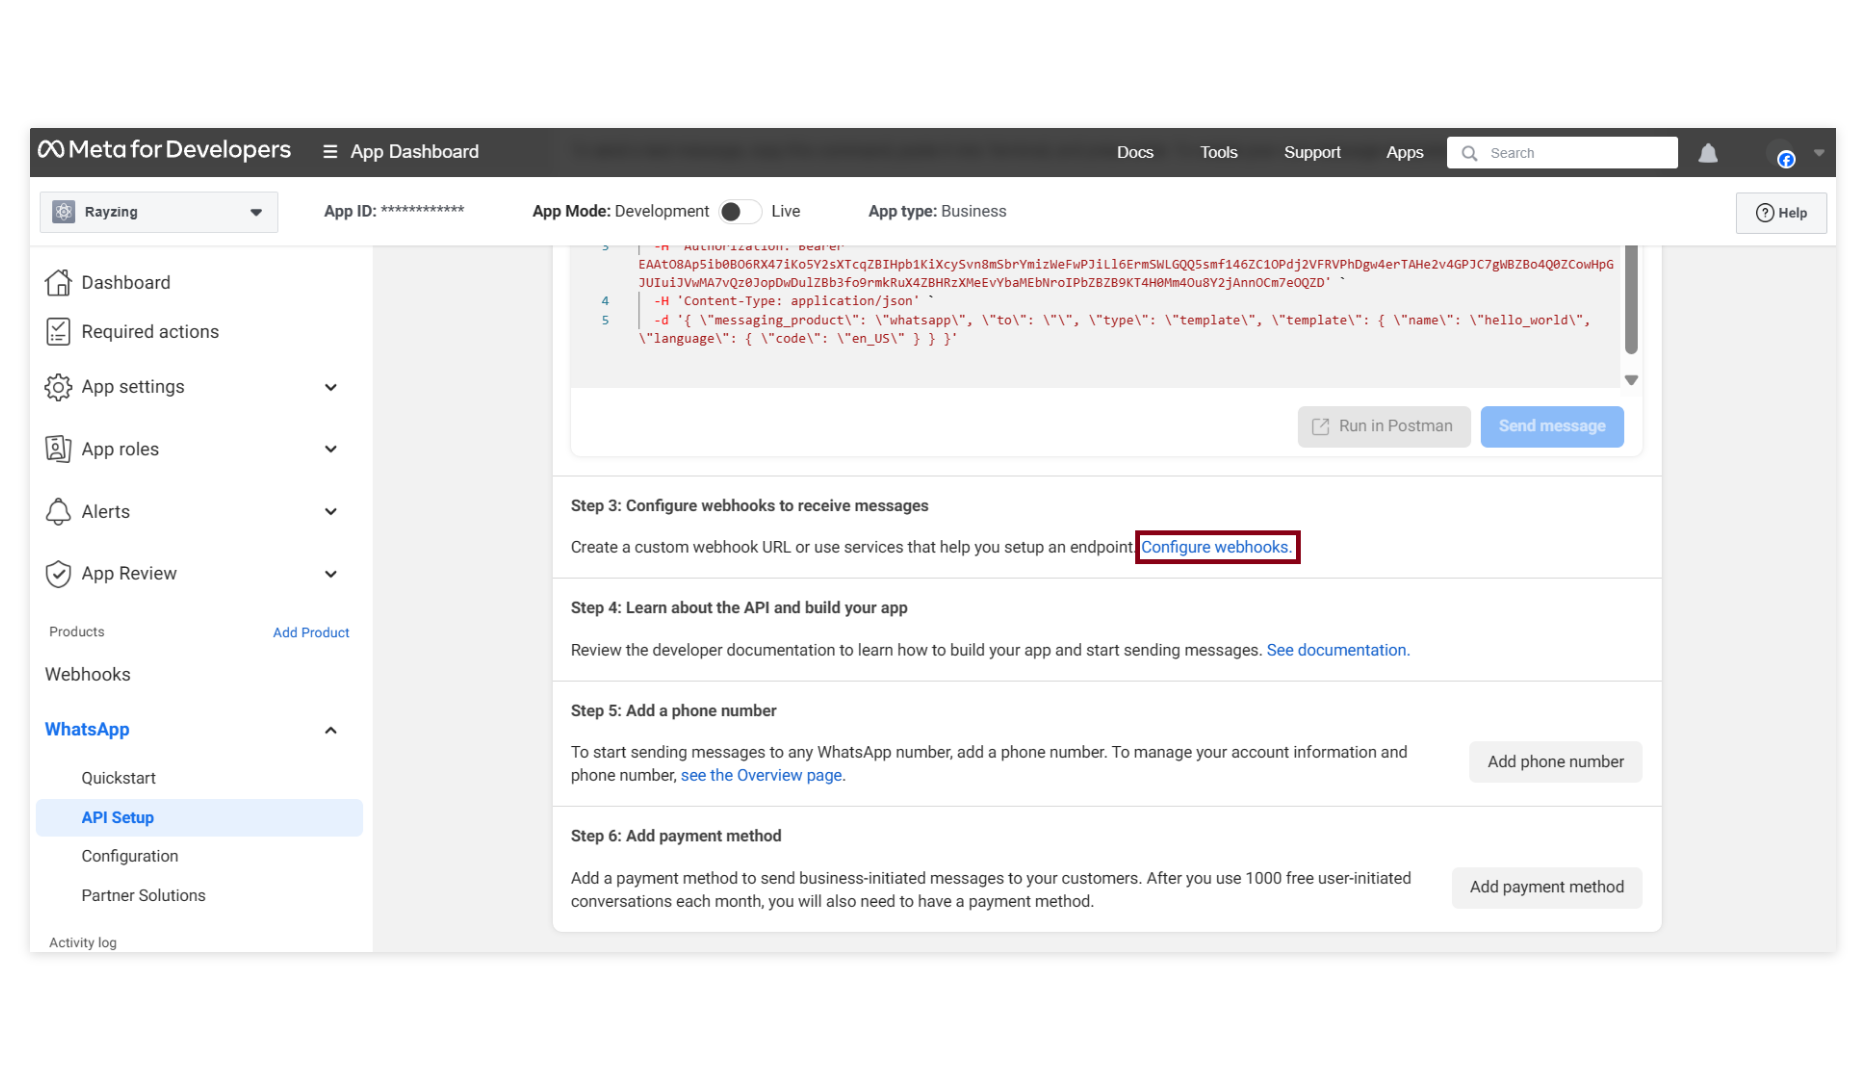 Meta for Developers
☰ App Dashboard
Docs
Tools
Support
Apps
Search
Rayzing
App ID: ************
App Mode: Development
Live
App type: Business
Help
Dashboard
Required actions
App settings
App roles
Alerts
App Review
Products
Add Product
Webhooks
WhatsApp
Quickstart
API Setup
Configuration
Partner Solutions
Activity log
3 -H 'Authorization: Bearer
4 -H 'Content-Type: application/json' `
5 -d '{ \"messaging_product\": \"whatsapp\", \"to\": \"\", \"type\": \"template\", \"template\": { \"name\": \"hello_world\",
\"language\": { \"code\": \"en_US\" } } }'
Run in Postman
Send message
Step 3: Configure webhooks to receive messages
Create a custom webhook URL or use services that help you setup an endpoint. Configure webhooks.
Step 4: Learn about the API and build your app
Review the developer documentation to learn how to build your app and start sending messages. See documentation.
Step 5: Add a phone number
To start sending messages to any WhatsApp number, add a phone number. To manage your account information and
phone number, see the Overview page.
Add phone number
Step 6: Add payment method
Add a payment method to send business-initiated messages to your customers. After you use 1000 free user-initiated
conversations each month, you will also need to have a payment method.
Add payment method